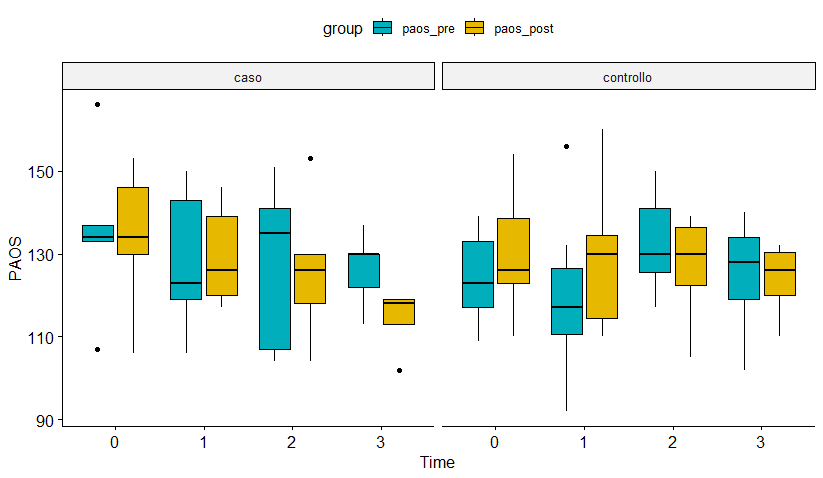 group paos_pre paos_post
caso controllo
PAOS
150
130
110
90
0 1 2 3 0 1 2 3
Time